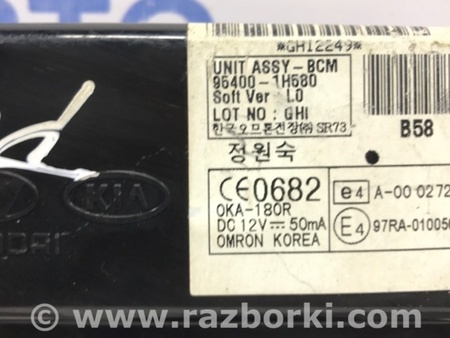 *GHI2249*
UNIT ASSY-BCM
95400-1H580
Soft Ver : L0
LOT NO : GHI
한국오므론전장㈜ SR73
B58
정원숙
CE0682
OKA-180R
DC 12V 50mA
OMRON KOREA
e4 A-00 0272
E4 97RA-01005
KIA
© www.razborki.com